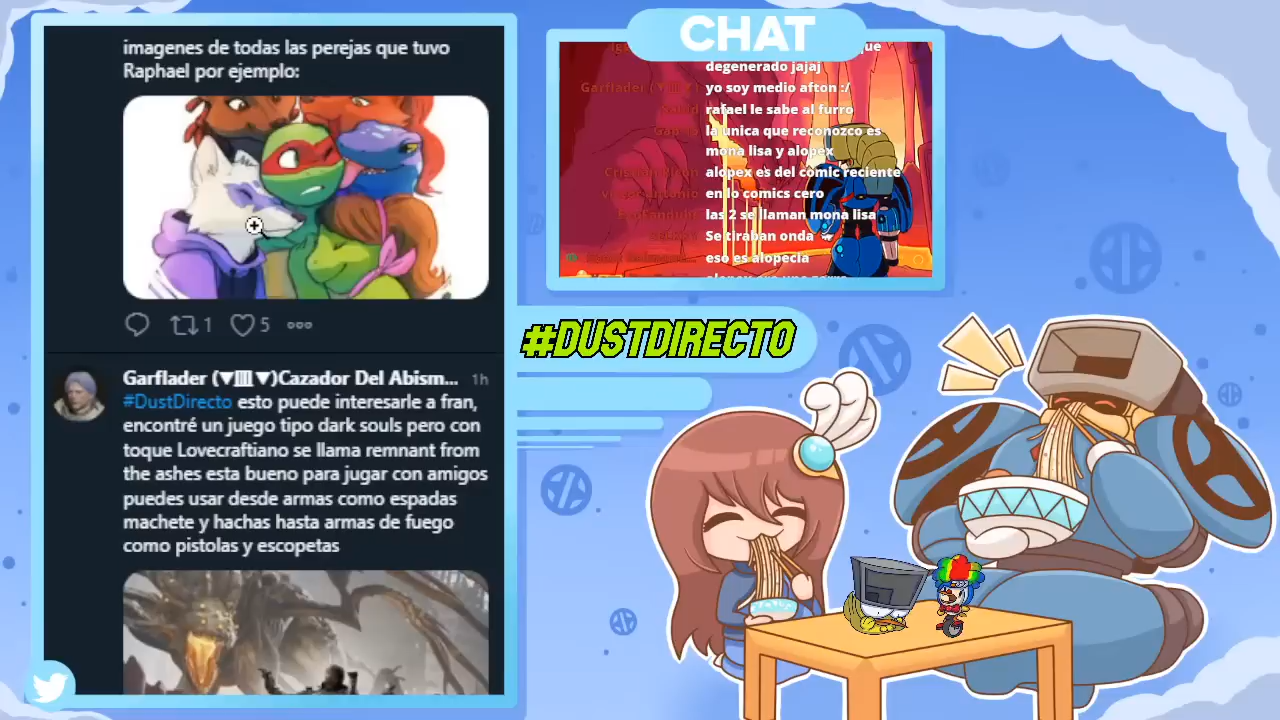 imagenes de todas las perejas que tuvo
Raphael por ejemplo:
1
5
Garflader (▼皿▼)Cazador Del Abism... 1h
#DustDirecto esto puede interesarle a fran,
encontré un juego tipo dark souls pero con
toque Lovecraftiano se llama remnant from
the ashes esta bueno para jugar con amigos
puedes usar desde armas como espadas
machete y hachas hasta armas de fuego
como pistolas y escopetas
CHAT
que
degenerado jajaj
Garflader yo soy medio afton :/
rafael le sabe al furro
la unica que reconozco es
mona lisa y alopex
alopex es del comic reciente
en lo comics cero
las 2 se llaman mona lisa
Se tiraban onda
eso es alopecia
#DUSTDIRECTO